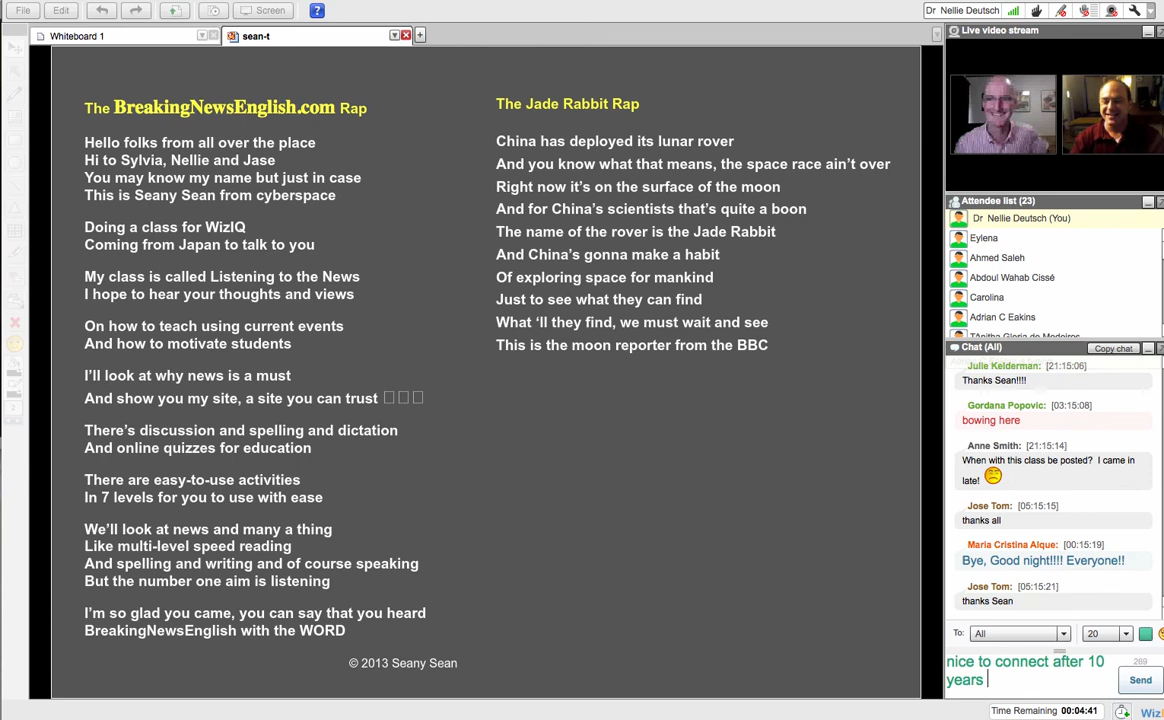 File
Edit
Screen
?
Dr Nellie Deutsch
Whiteboard 1
sean-t
The BreakingNewsEnglish.com Rap
Hello folks from all over the place
Hi to Sylvia, Nellie and Jase
You may know my name but just in case
This is Seany Sean from cyberspace
Doing a class for WizIQ
Coming from Japan to talk to you
My class is called Listening to the News
I hope to hear your thoughts and views
On how to teach using current events
And how to motivate students
I'll look at why news is a must
And show you my site, a site you can trust
There's discussion and spelling and dictation
And online quizzes for education
There are easy-to-use activities
In 7 levels for you to use with ease
We'll look at news and many a thing
Like multi-level speed reading
And spelling and writing and of course speaking
But the number one aim is listening
I'm so glad you came, you can say that you heard
BreakingNewsEnglish with the WORD
© 2013 Seany Sean
The Jade Rabbit Rap
China has deployed its lunar rover
And you know what that means, the space race ain't over
Right now it's on the surface of the moon
And for China's scientists that's quite a boon
The name of the rover is the Jade Rabbit
And China's gonna make a habit
Of exploring space for mankind
Just to see what they can find
What 'll they find, we must wait and see
This is the moon reporter from the BBC
Live video stream
Attendee list (23)
Dr Nellie Deutsch (You)
Eylena
Ahmed Saleh
Abdoul Wahab Cissé
Carolina
Adrian C Eakins
Gloria de Medeiros
Chat (All)
Copy chat
Julie Kelderman: [21:15:06]
Thanks Sean!!!!
Gordana Popovic: [03:15:08]
bowing here
Anne Smith: [21:15:14]
When with this class be posted? I came in
late!
Jose Tom: [05:15:15]
thanks all
Maria Cristina Alque: [00:15:19]
Bye, Good night!!!! Everyone!!
Jose Tom: [05:15:21]
thanks Sean
To: All 20
nice to connect after 10
years
269
Send
Time Remaining 00:04:41
WizI